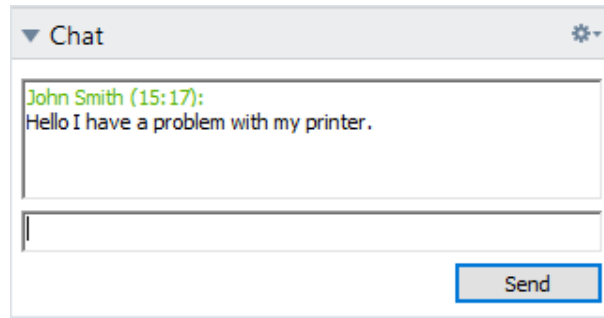 Chat
John Smith (15:17):
Hello I have a problem with my printer.
Send